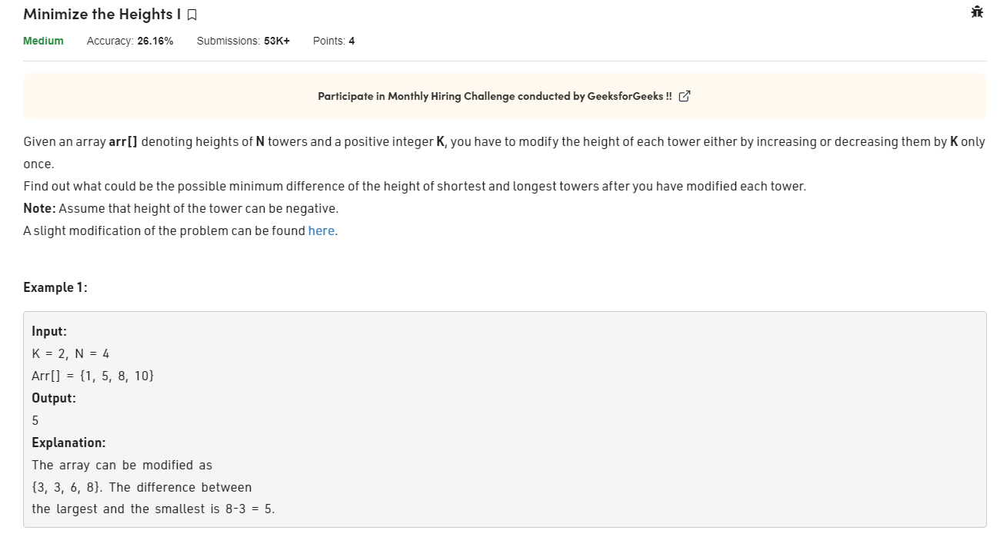 Minimize the Heights I
Medium Accuracy: 26.16% Submissions: 53K+ Points: 4
Participate in Monthly Hiring Challenge conducted by GeeksforGeeks !!
Given an array arr[] denoting heights of N towers and a positive integer K, you have to modify the height of each tower either by increasing or decreasing them by K only
once.
Find out what could be the possible minimum difference of the height of shortest and longest towers after you have modified each tower.
Note: Assume that height of the tower can be negative.
A slight modification of the problem can be found here.
Example 1:
Input:
K = 2, N = 4
Arr[] = {1, 5, 8, 10}
Output:
5
Explanation:
The array can be modified as
{3, 3, 6, 8}. The difference between
the largest and the smallest is 8-3 = 5.